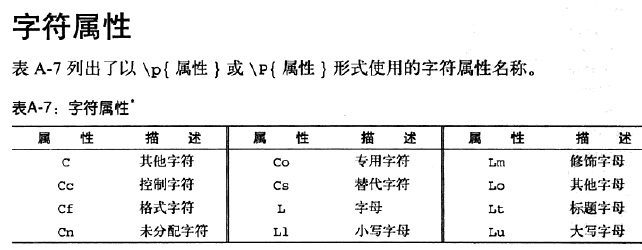 字符属性
表 A-7 列出了以 \p{ 属性 } 或 \P{ 属性 } 形式使用的字符属性名称。
表A-7：字符属性*
属 性 描 述 属 性 描 述 属 性 描 述
C 其他字符 Co 专用字符 Lm 修饰字母
Cc 控制字符 Cs 替代字符 Lo 其他字母
Cf 格式字符 L 字母 Lt 标题字母
Cn 未分配字符 Ll 小写字母 Lu 大写字母